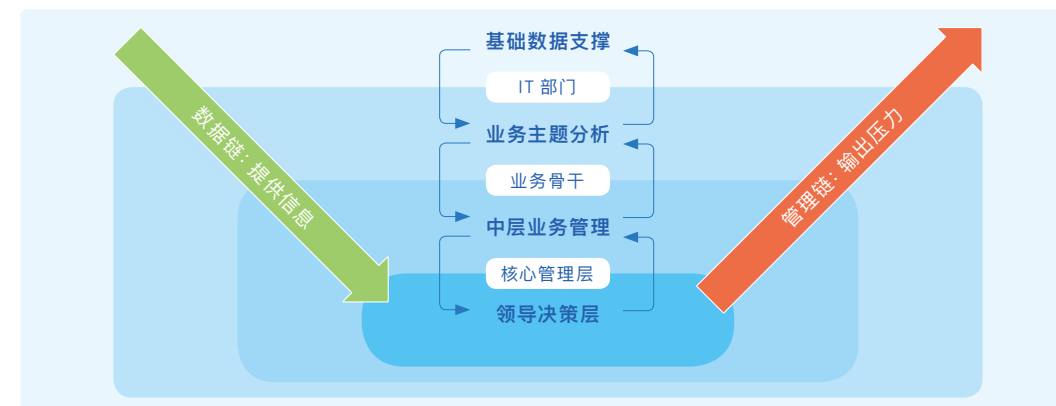 基础数据支撑
IT 部门
业务主题分析
业务骨干
中层业务管理
核心管理层
领导决策层
数据链：提供信息
管理链：输出压力